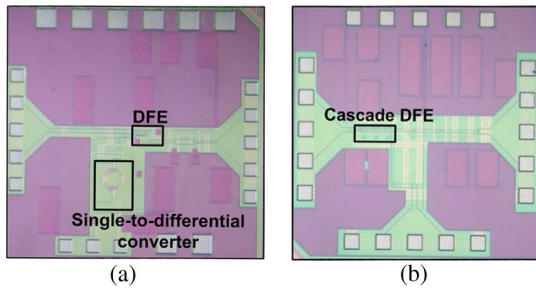 DFE
Single-to-differential
converter
Cascade DFE
(a)
(b)